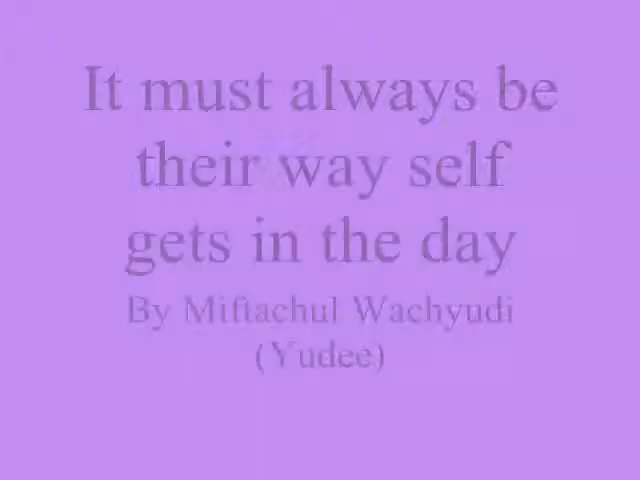 It must always be
their way self
gets in the day
By Miftachul Wachyudi
(Yudee)